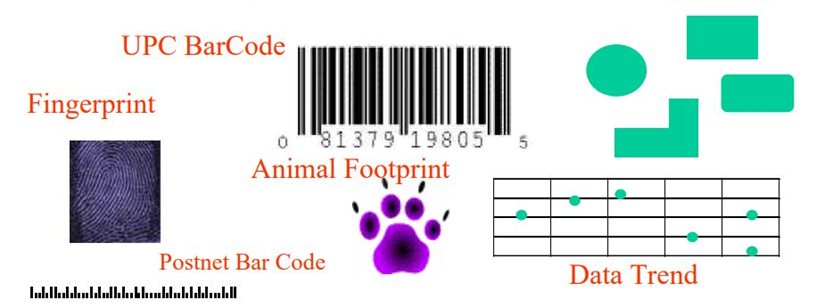 UPC BarCode
Fingerprint
0 81379 19805 5
Animal Footprint
Postnet Bar Code
Data Trend